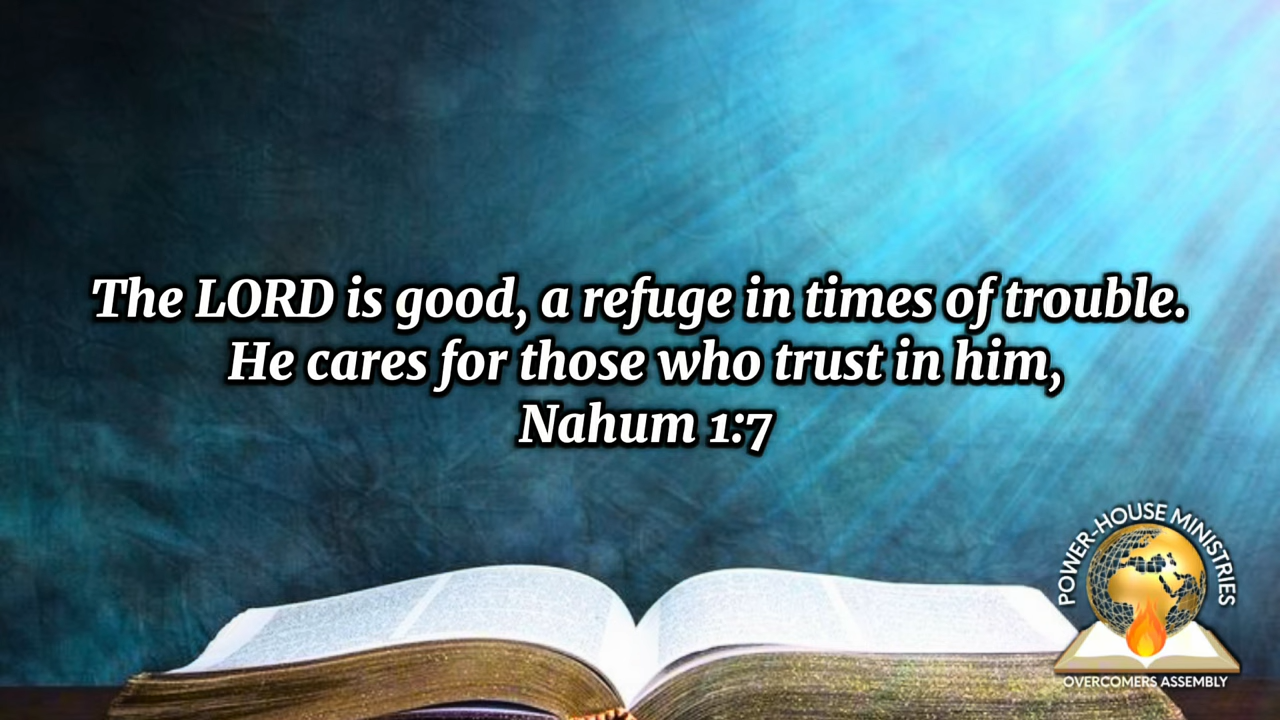 The LORD is good, a refuge in times of trouble.
He cares for those who trust in him,
Nahum 1:7
POWER-HOUSE MINISTRIES
OVERCOMERS ASSEMBLY